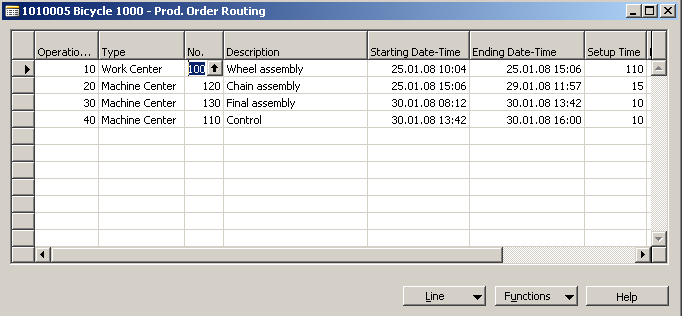 1010005 Bicycle 1000 - Prod. Order Routing
Operatio... Type No. Description Starting Date-Time Ending Date-Time Setup Time
10 Work Center 100 Wheel assembly 25.01.08 10:04 25.01.08 15:06 110
20 Machine Center 120 Chain assembly 25.01.08 15:06 29.01.08 11:57 15
30 Machine Center 130 Final assembly 30.01.08 08:12 30.01.08 13:42 10
40 Machine Center 110 Control 30.01.08 13:42 30.01.08 16:00 10
Line Functions Help